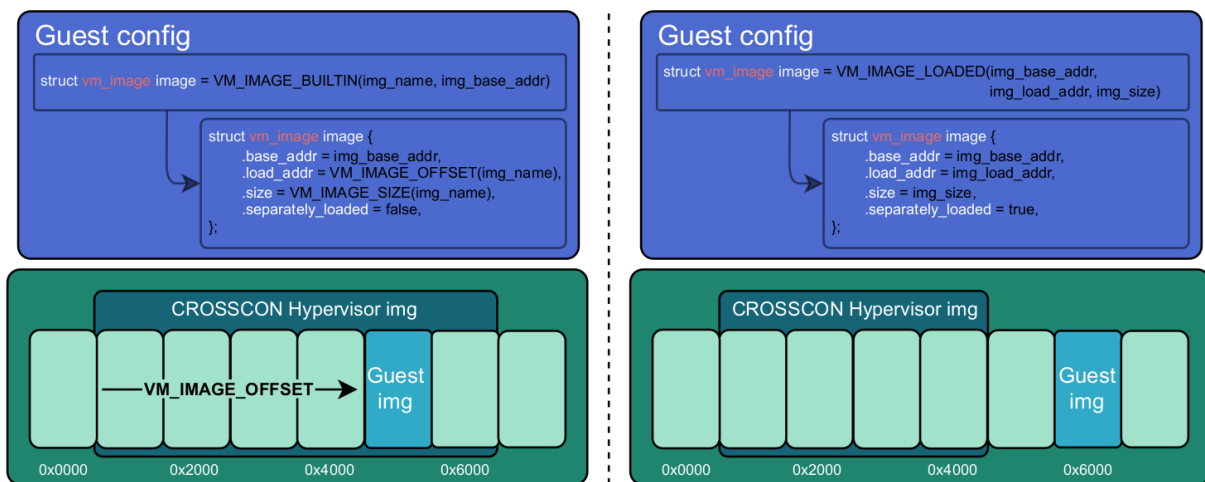 Guest config
struct vm_image image = VM_IMAGE_BUILTIN(img_name, img_base_addr)
struct vm_image image {
.base_addr = img_base_addr,
.load_addr = VM_IMAGE_OFFSET(img_name),
.size = VM_IMAGE_SIZE(img_name),
.separately_loaded = false,
};
CROSSCON Hypervisor img
VM_IMAGE_OFFSET
Guest
img
0x0000 0x2000 0x4000 0x6000
Guest config
struct vm_image image = VM_IMAGE_LOADED(img_base_addr,
img_load_addr, img_size)
struct vm_image image {
.base_addr = img_base_addr,
.load_addr = img_load_addr,
.size = img_size,
.separately_loaded = true,
};
CROSSCON Hypervisor img
Guest
img
0x0000 0x2000 0x4000 0x6000